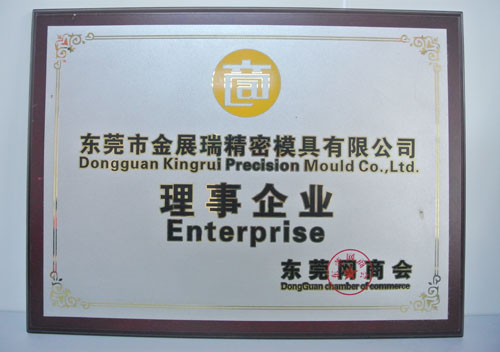 东莞市金展瑞精密模具有限公司
Dongguan Kingrui Precision Mould Co.,Ltd.
理事企业
Enterprise
东莞网商会
DongGuan chamber of commerce